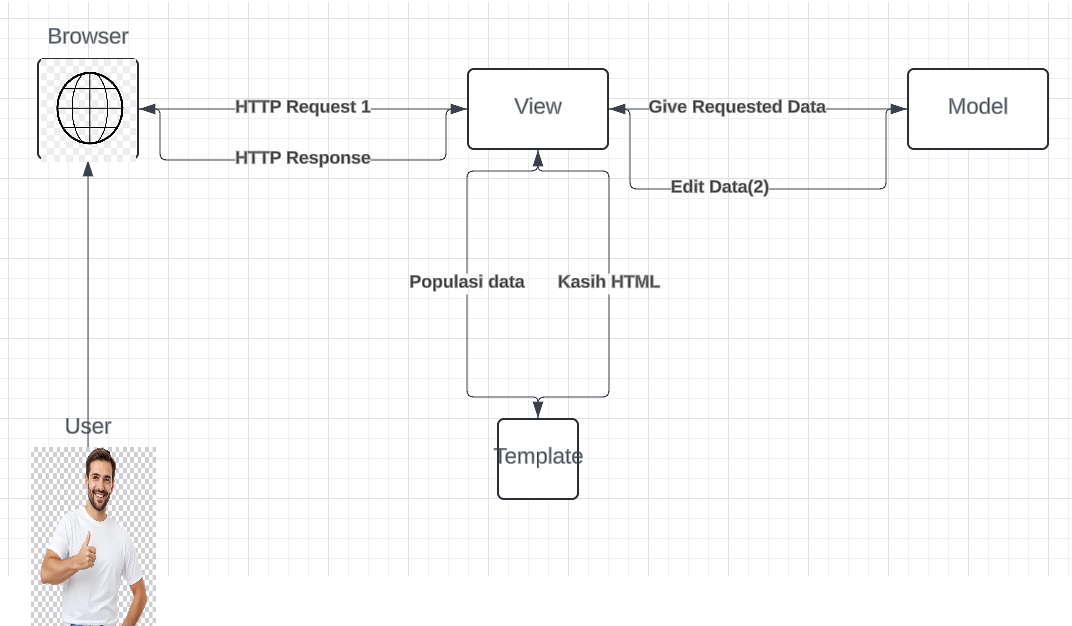 Browser
HTTP Request 1
View
Give Requested Data
Model
HTTP Response
Edit Data(2)
Populasi data
Kasih HTML
User
Template